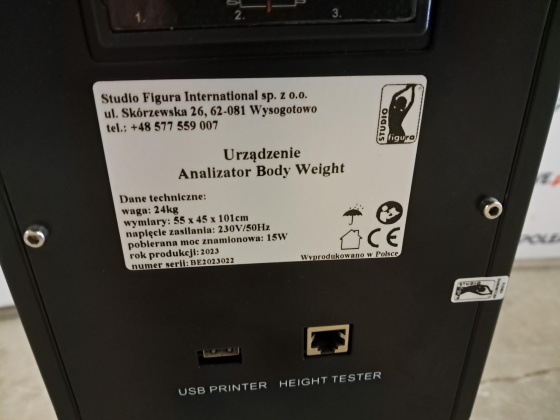 1. 2. 3.
Studio Figura International sp. z o.o.
ul. Skórzewska 26, 62-081 Wysogotowo
tel.: +48 577 559 007
STUDIO
figura
Urządzenie
Analizator Body Weight
Dane techniczne:
waga: 24kg
wymiary: 55 x 45 x 101cm
napięcie zasilania: 230V/50Hz
pobierana moc znamionowa: 15W
rok produkcji: 2023
numer serii: BE2023022
CE
Wyprodukowano w Polsce
STUDIO
USB PRINTER HEIGHT TESTER